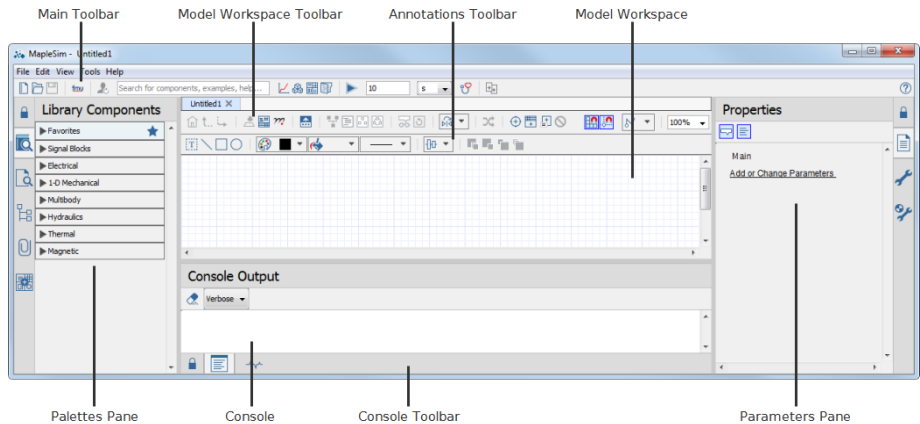 Main Toolbar
Model Workspace Toolbar
Annotations Toolbar
Model Workspace
MapleSim - Untitled1
File Edit View Tools Help
Search for components, examples, help...
10
s
Library Components
Untitled1
Properties
Favorites
Signal Blocks
Electrical
1-D Mechanical
Multibody
Hydraulics
Thermal
Magnetic
100%
Main
Add or Change Parameters
Console Output
Verbose
Palettes Pane
Console
Console Toolbar
Parameters Pane